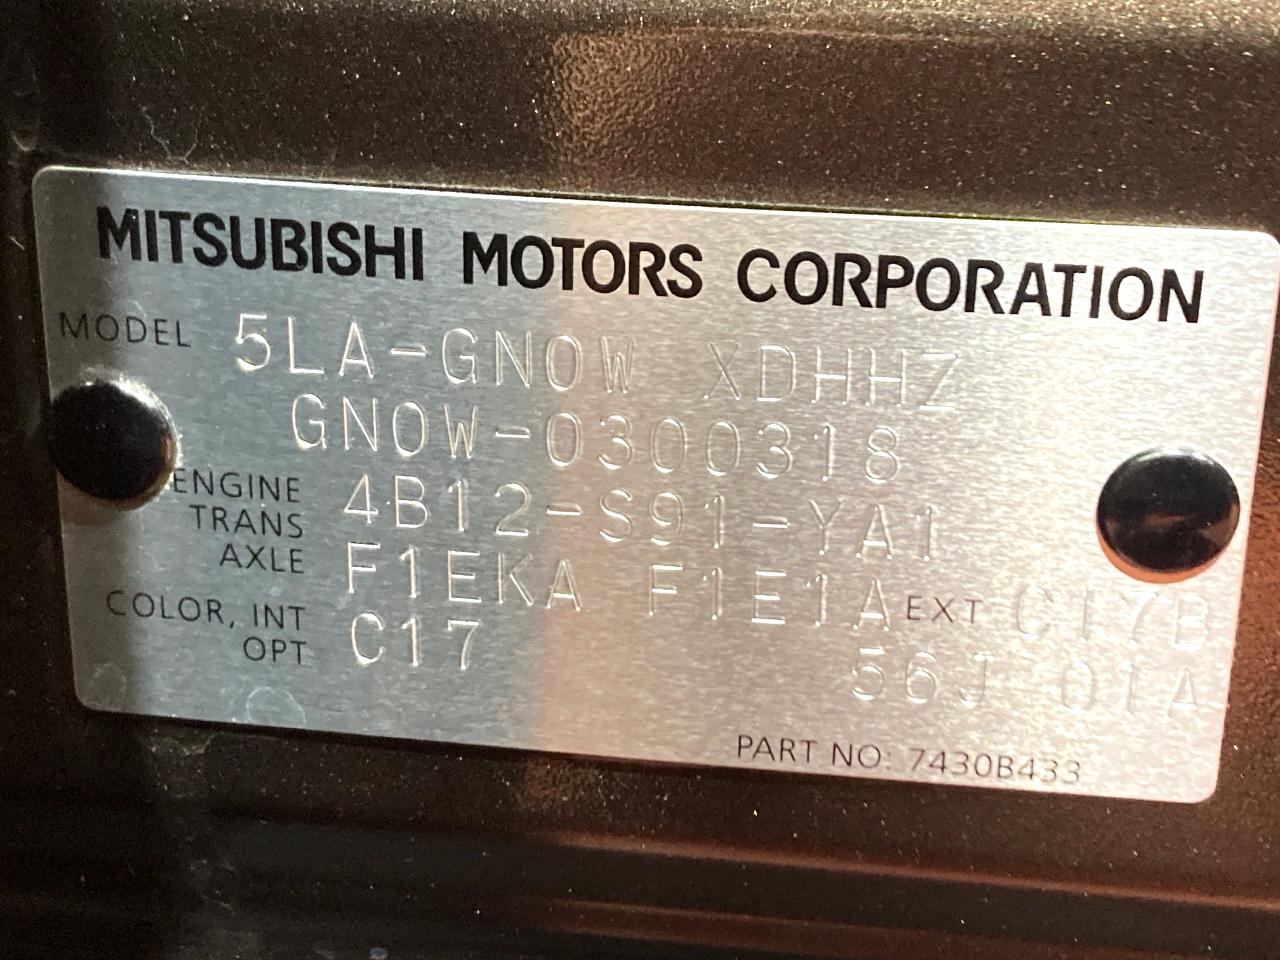 MITSUBISHI MOTORS CORPORATION
MODEL 5LA-GN0W XDHHZ
GN0W-0300318
ENGINE 4B12-S91-YA1
TRANS
AXLE F1EKA F1E1A EXT C17B
COLOR, INT C17
OPT 56J 01A
PART NO: 7430B433